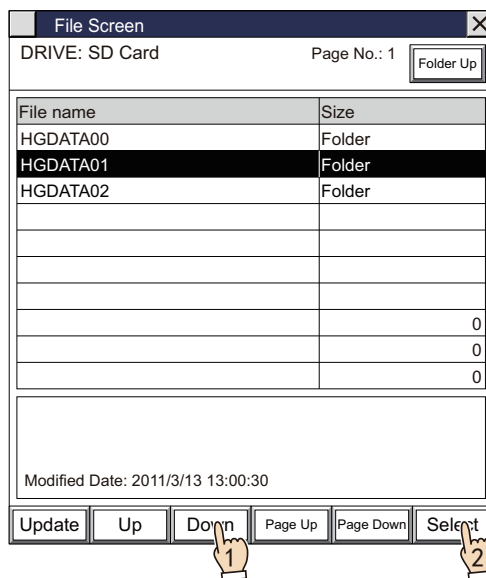 File Screen
DRIVE: SD Card Page No.: 1 Folder Up
File name Size
HGDATA00 Folder
HGDATA01 Folder
HGDATA02 Folder
0
0
0
Modified Date: 2011/3/13 13:00:30
Update Up Down Page Up Page Down Select
1 2